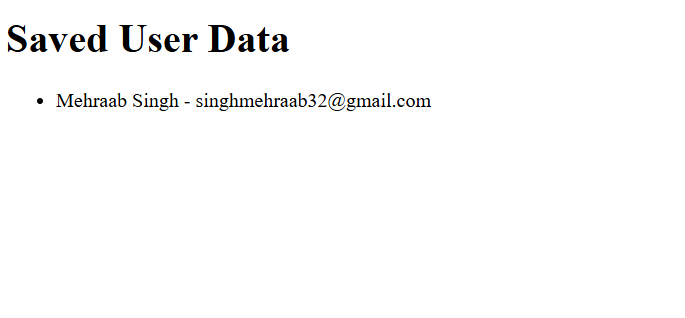 Saved User Data
• Mehraab Singh - singhmehraab32@gmail.com